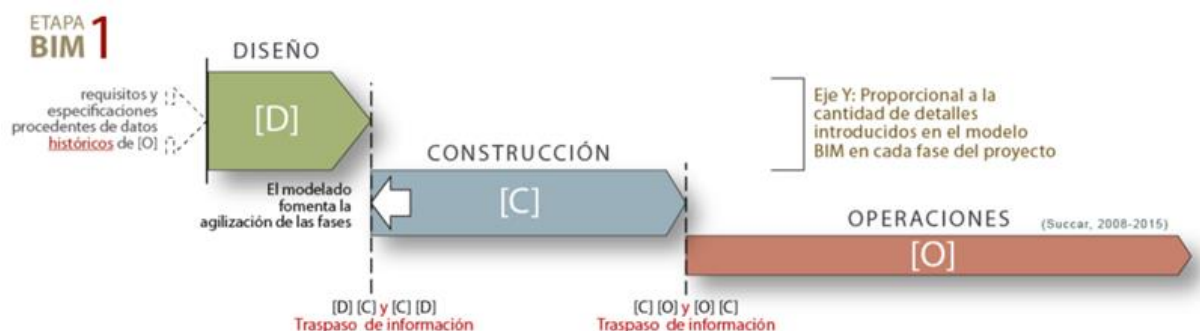 ETAPA
BIM 1
DISEÑO
requisitos y
especificaciones
procedentes de datos
históricos de [O]
[D]
Eje Y: Proporcional a la
cantidad de detalles
introducidos en el modelo
BIM en cada fase del proyecto
CONSTRUCCIÓN
El modelado
fomenta la
agilización de las fases
[C]
OPERACIONES
(Succar, 2008-2015)
[O]
[D] [C] y [C] [D]
Traspaso de información
[C] [O] y [O] [C]
Traspaso de información